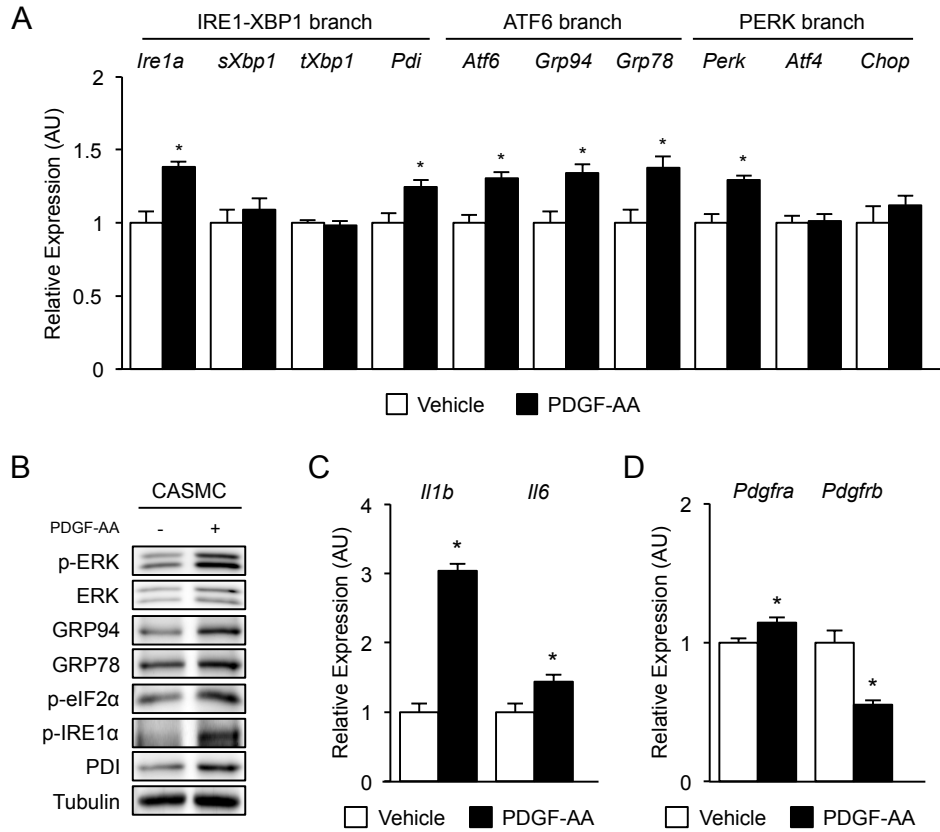 A
IRE1-XBP1 branch ATF6 branch PERK branch
Ire1a sXbp1 tXbp1 Pdi Atf6 Grp94 Grp78 Perk Atf4 Chop
Relative Expression (AU)
2
1.5
1
0.5
0
* * * * * *
Vehicle PDGF-AA
B
CASMC
PDGF-AA - +
p-ERK
ERK
GRP94
GRP78
p-eIF2α
p-IRE1α
PDI
Tubulin
C
Il1b Il6
Relative Expression (AU)
4
3
2
1
0
* *
Vehicle PDGF-AA
D
Pdgfra Pdgfrb
Relative Expression (AU)
2
1
0
* *
Vehicle PDGF-AA